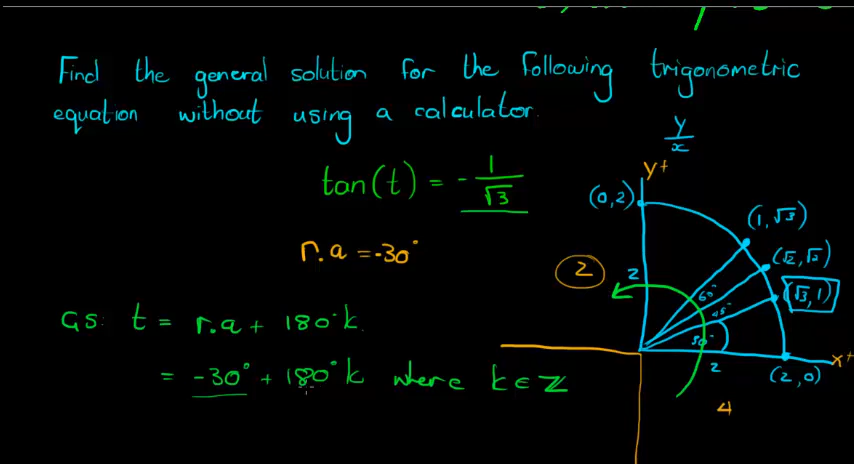 Find the general solution for the following trigonometric
equation without using a calculator.
y/x
tan(t) = - 1/√3
y+
(0,2)
(1,√3)
r.a = -30°
2
2
(√2,√2)
60°
(√3,1)
45°
GS: t = r.a + 180°k.
30°
x+
2
(2,0)
= -30° + 180°k where k ∈ ℤ
4